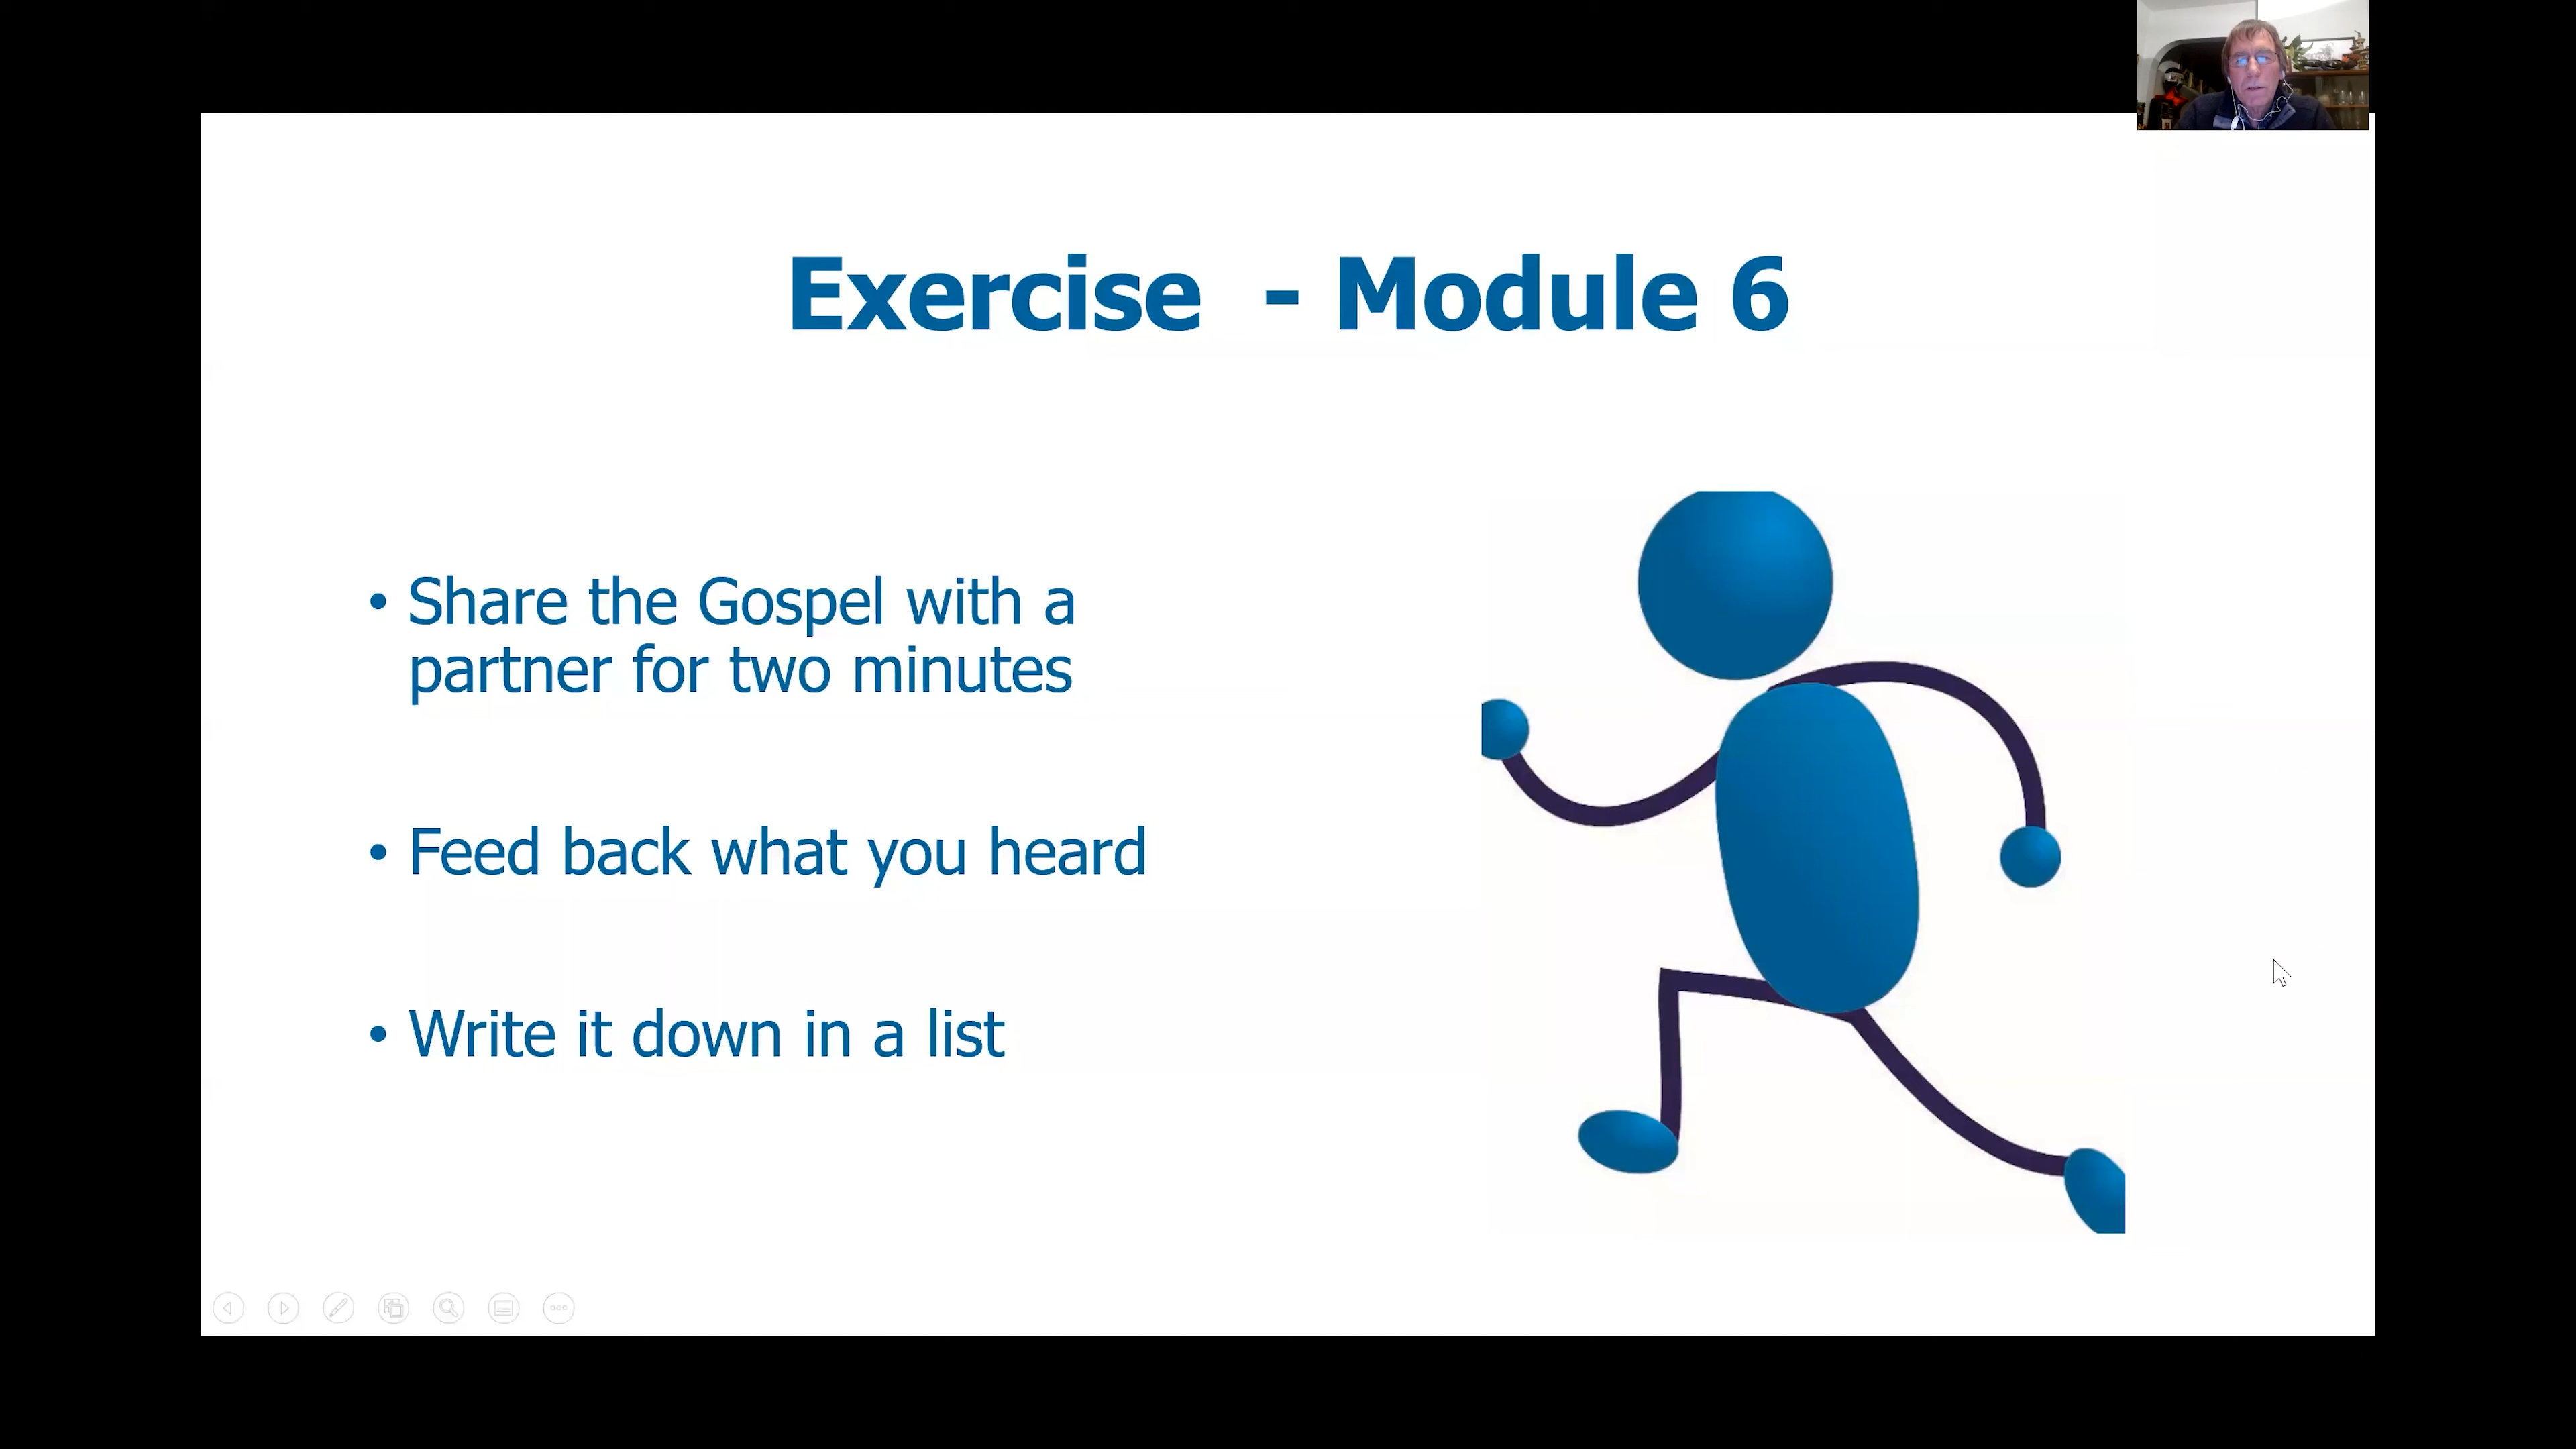 Exercise  - Module 6
• Share the Gospel with a
partner for two minutes
• Feed back what you heard
• Write it down in a list